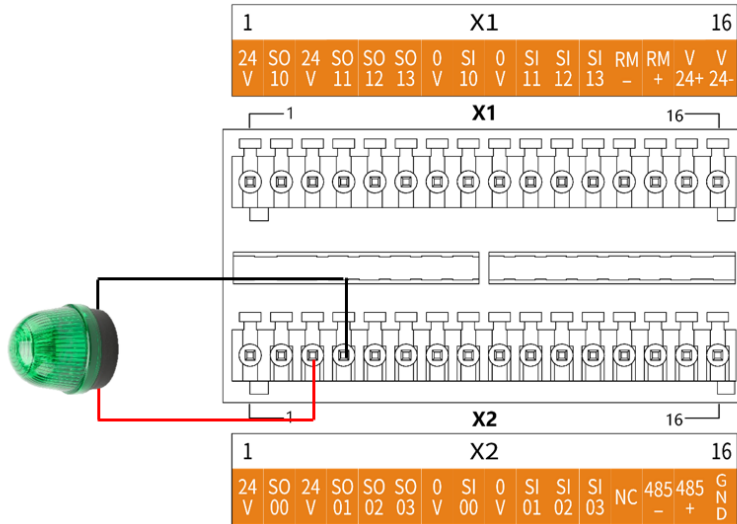 1 X1 16
24 V SO 10 24 V SO 11 SO 12 SO 13 0 V SI 10 0 V SI 11 SI 12 SI 13 RM − RM + V 24+ V 24-
1 X1 16
1 X2 16
1 X2 16
24 V SO 00 24 V SO 01 SO 02 SO 03 0 V SI 00 0 V SI 01 SI 02 SI 03 NC 485 − 485 + GND